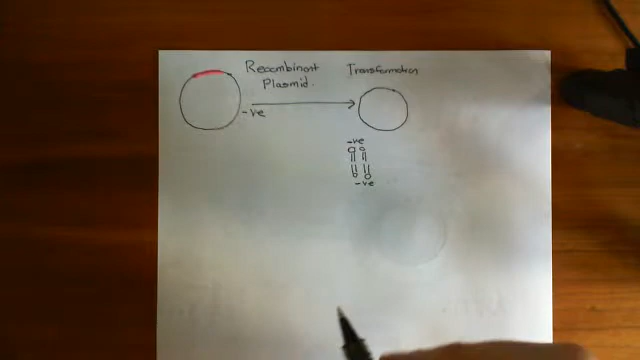 Recombinant
Plasmid.
Transformation
-ve
-ve
-ve